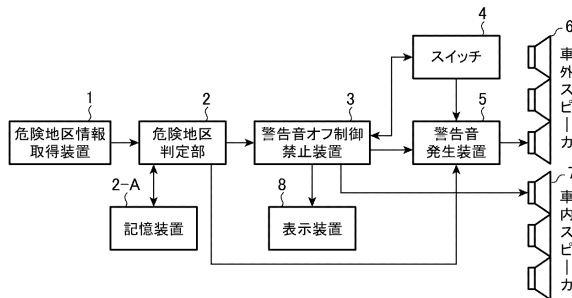 4
スイッチ
6
車外スピーカ
1
危険地区情報
取得装置
2
危険地区
判定部
3
警告音オフ制御
禁止装置
5
警告音
発生装置
7
車内スピーカ
2-A
記憶装置
8
表示装置